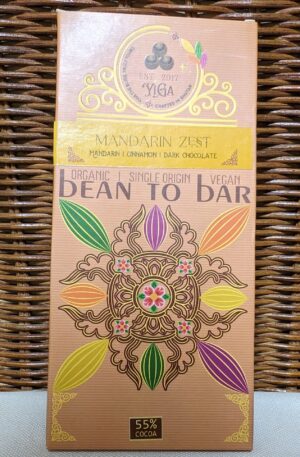 EST. 2017
YIGA
MANDARIN ZEST
MANDARIN | CINNAMON | DARK CHOCOLATE
ORGANIC | SINGLE ORIGIN | VEGAN
bEAN TO bAR
55%
COCOA